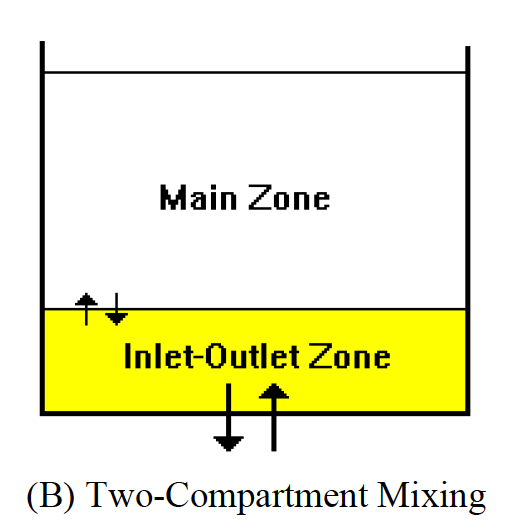 Main Zone
Inlet-Outlet Zone
(B) Two-Compartment Mixing